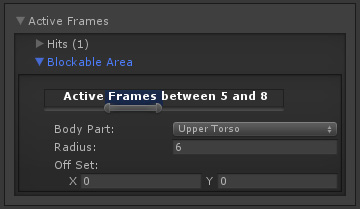 Active Frames
Hits (1)
Blockable Area
Active Frames between 5 and 8
Body Part: Upper Torso
Radius: 6
Off Set:
X 0 Y 0